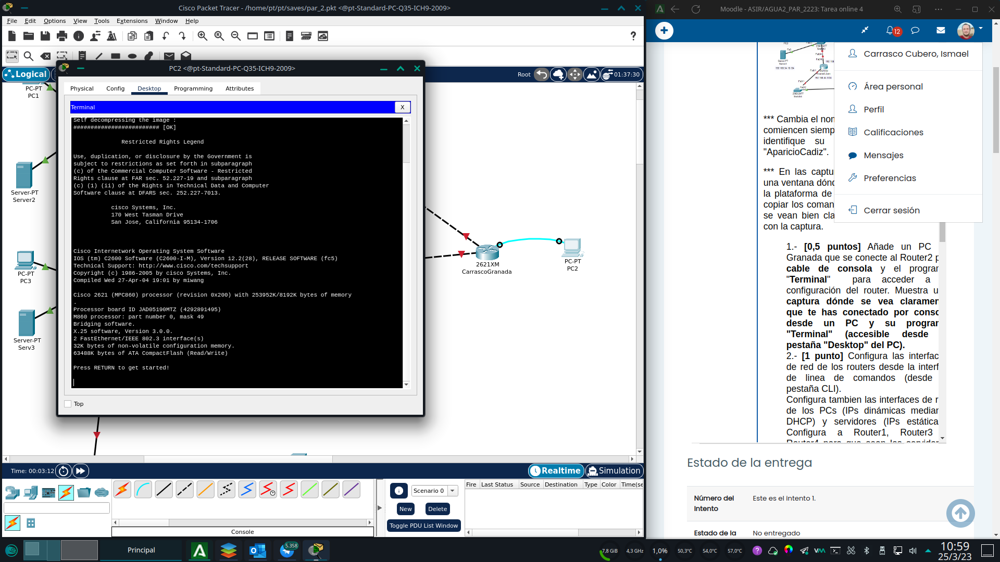 Cisco Packet Tracer - /home/pt/pt/saves/par_2.pkt <@pt-Standard-PC-Q35-ICH9-2009>
File Edit Options View Tools Extensions Window Help
Logical
Root
01:37:30
PC-PT
PC1
Server-PT
Server2
PC-PT
PC3
Server-PT
Serv3
PC2 <@pt-Standard-PC-Q35-ICH9-2009>
Physical Config Desktop Programming Attributes
Terminal
X
Self decompressing the image :
######################### [OK]
Restricted Rights Legend
Use, duplication, or disclosure by the Government is
subject to restrictions as set forth in subparagraph
(c) of the Commercial Computer Software - Restricted
Rights clause at FAR sec. 52.227-19 and subparagraph
(c) (1) (ii) of the Rights in Technical Data and Computer
Software clause at DFARS sec. 252.227-7013.
cisco Systems, Inc.
170 West Tasman Drive
San Jose, California 95134-1706
Cisco Internetwork Operating System Software
IOS (tm) C2600 Software (C2600-I-M), Version 12.2(28), RELEASE SOFTWARE (fc5)
Technical Support: http://www.cisco.com/techsupport
Copyright (c) 1986-2005 by cisco Systems, Inc.
Compiled Wed 27-Apr-04 19:01 by miwang
Cisco 2621 (MPC860) processor (revision 0x200) with 253952K/8192K bytes of memory
.
Processor board ID JAD05190MTZ (4292891495)
M860 processor: part number 0, mask 49
Bridging software.
X.25 software, Version 3.0.0.
2 FastEthernet/IEEE 802.3 interface(s)
32K bytes of non-volatile configuration memory.
63488K bytes of ATA CompactFlash (Read/Write)
Press RETURN to get started!
Top
2621XM
CarrascoGranada
PC-PT
PC2
Time: 00:03:12
Realtime
Simulation
Scenario 0
New
Delete
Toggle PDU List Window
Fire Last Status Source Destination Type Color Time(se
Console
Moodle - ASIR/AGUA2_PAR_2223: Tarea online 4
12
Carrasco Cubero, Ismael
Área personal
Perfil
Calificaciones
Mensajes
Preferencias
Cerrar sesión
*** Cambia el nom
comiencen siemp
identifique su
"AparicioCadiz".
*** En las captu
una ventana dónd
la plataforma de
copiar los coman
se vean bien cla
con la captura.
1.- [0,5 puntos] Añade un PC
Granada que se conecte al Router2 p
cable de consola y el progran
"Terminal" para acceder a
configuración del router. Muestra u
captura dónde se vea claramen
que te has conectado por conso
desde un PC y su progran
"Terminal" (accesible desde
pestaña "Desktop" del PC).
2.- [1 punto] Configura las interfac
de red de los routers desde la interf
de linea de comandos (desde
pestaña CLI).
Configura tambien las interfaces de r
de los PCs (IPs dinámicas median
DHCP) y servidores (IPs estática
Configura a Router1, Router3
Estado de la entrega
Número del Intento
Este es el intento 1.
Estado de la
No entregado
Principal
5.358
7,8 GiB
4,3 GHz
1,0%
50,3°C
54,0°C
57,0°C
10:59
25/3/23